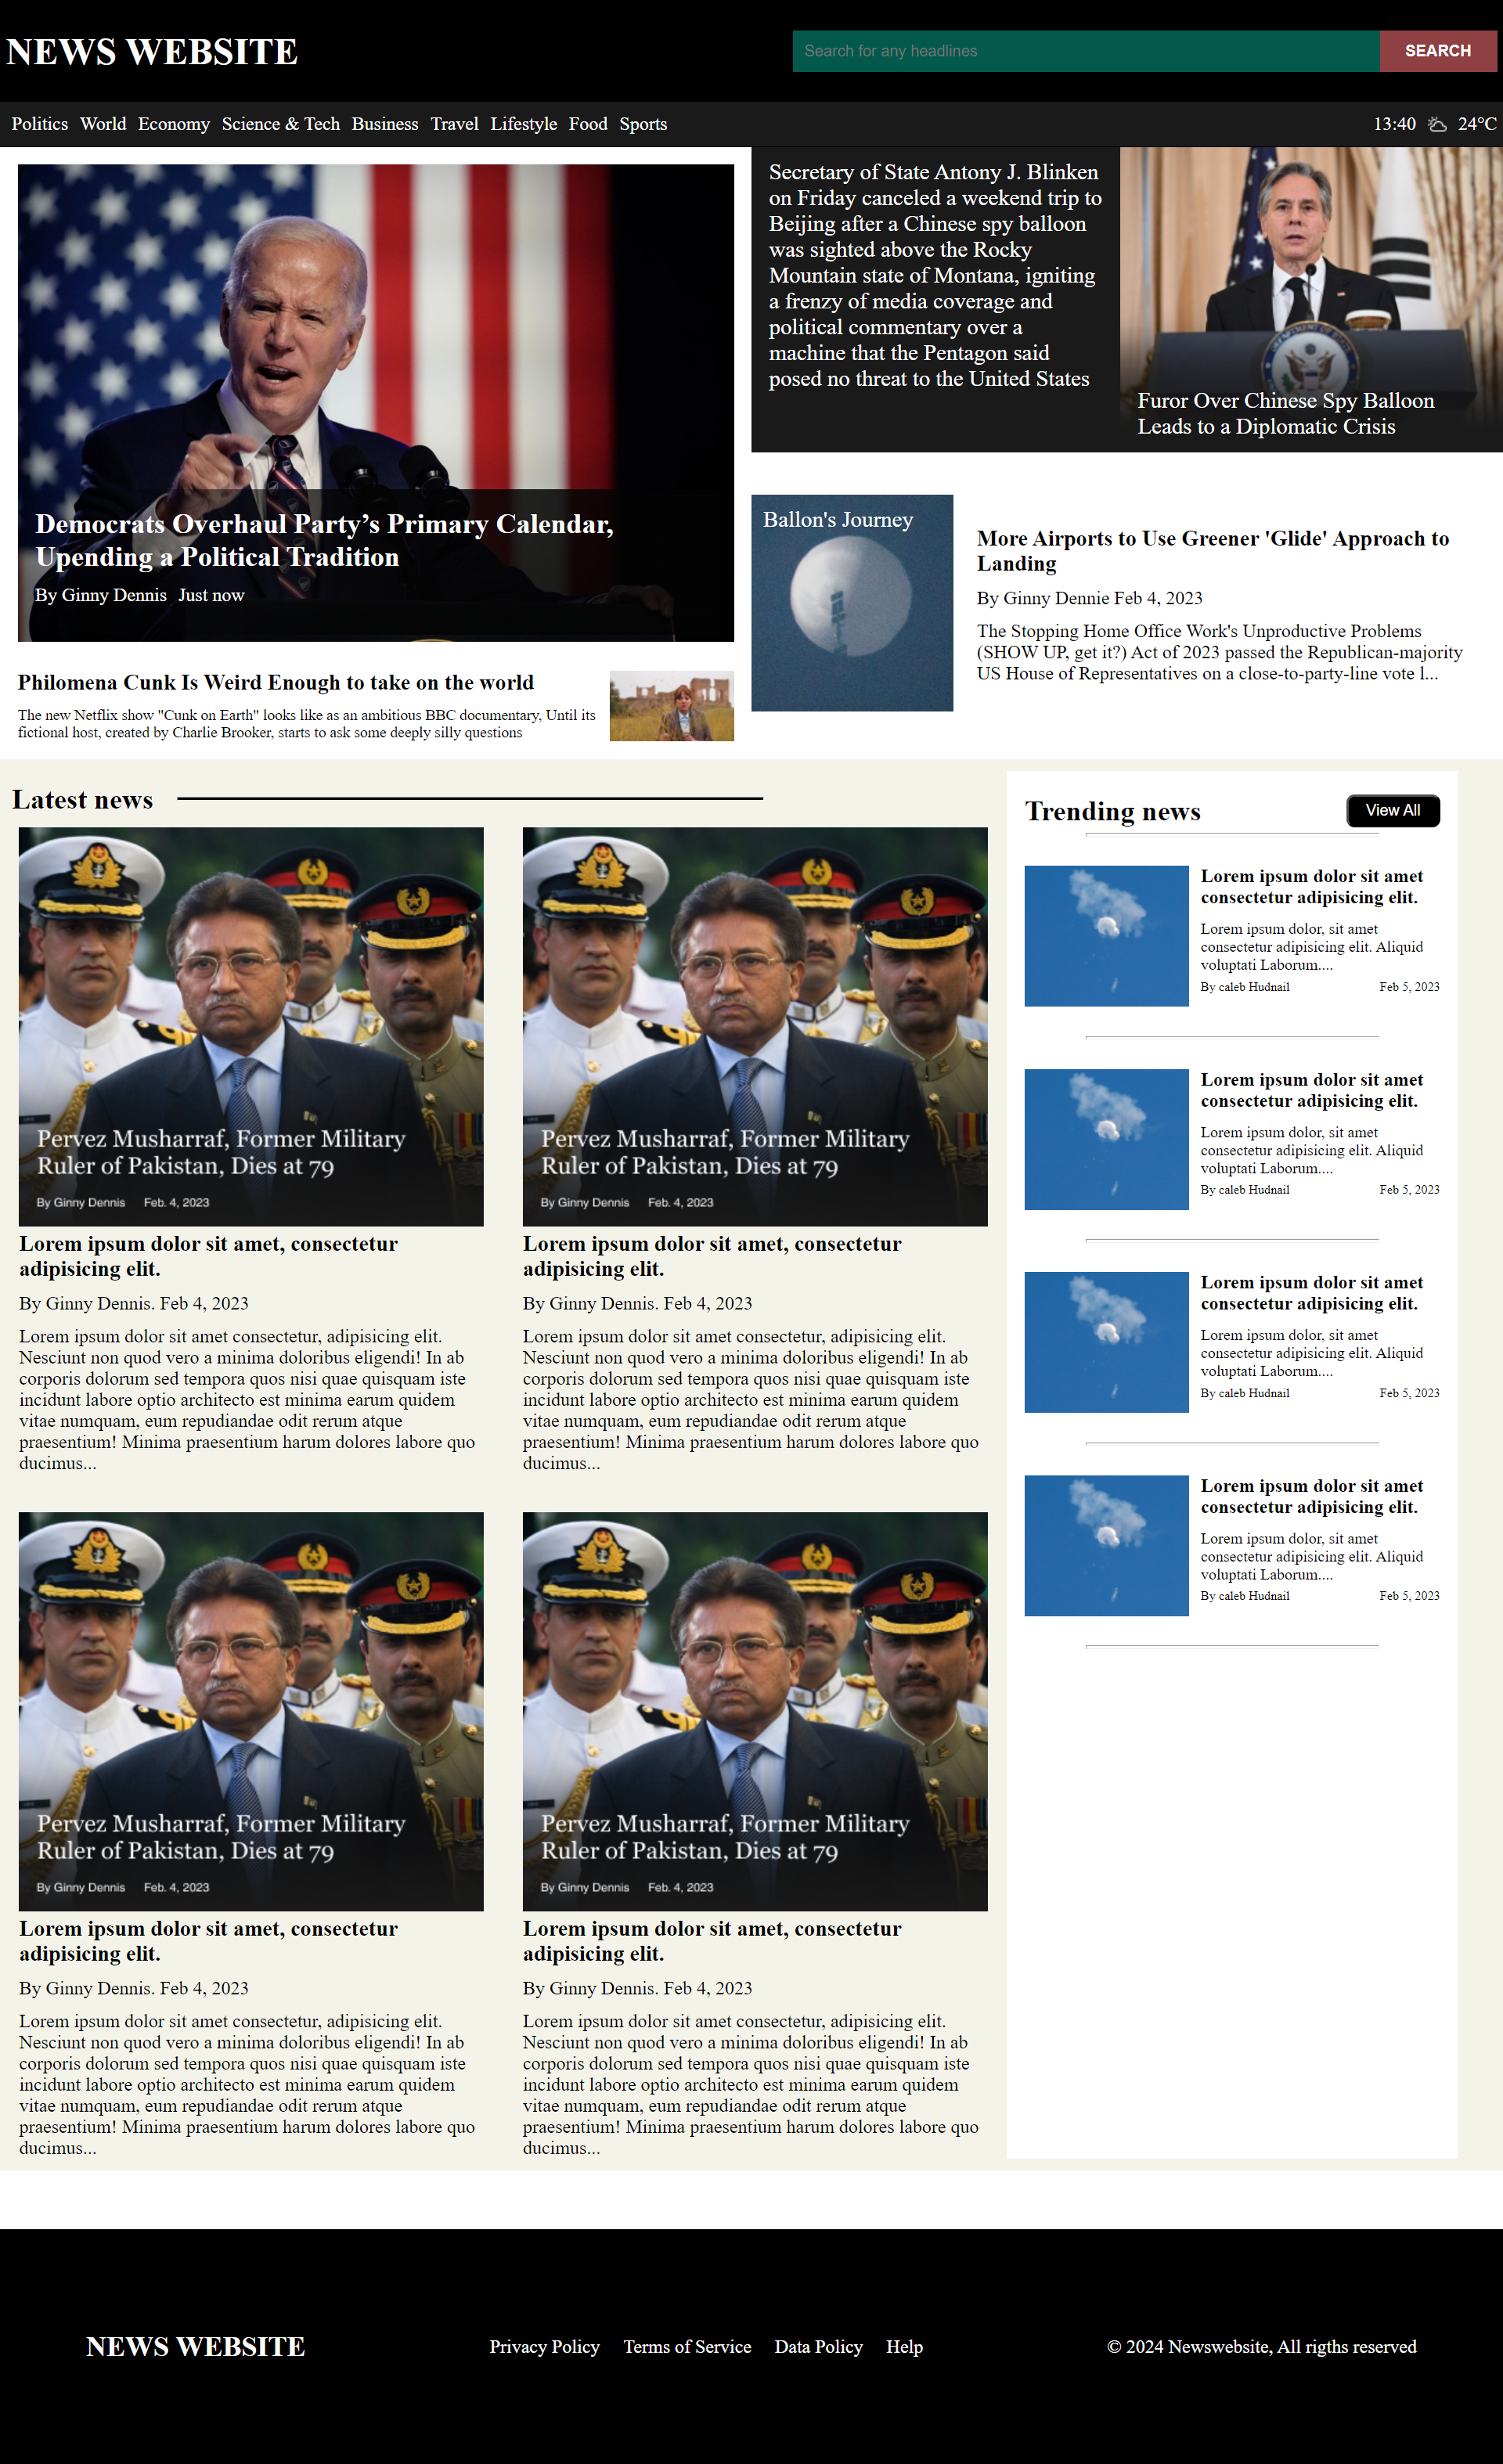 NEWS WEBSITE
Search for any headlines
SEARCH
Politics World Economy Science & Tech Business Travel Lifestyle Food Sports
13:40 24°C
Democrats Overhaul Party’s Primary Calendar,
Upending a Political Tradition
By Ginny Dennis Just now
Philomena Cunk Is Weird Enough to take on the world
The new Netflix show "Cunk on Earth" looks like as an ambitious BBC documentary, Until its
fictional host, created by Charlie Brooker, starts to ask some deeply silly questions
Secretary of State Antony J. Blinken
on Friday canceled a weekend trip to
Beijing after a Chinese spy balloon
was sighted above the Rocky
Mountain state of Montana, igniting
a frenzy of media coverage and
political commentary over a
machine that the Pentagon said
posed no threat to the United States
Furor Over Chinese Spy Balloon
Leads to a Diplomatic Crisis
Ballon's Journey
More Airports to Use Greener 'Glide' Approach to
Landing
By Ginny Dennie Feb 4, 2023
The Stopping Home Office Work's Unproductive Problems
(SHOW UP, get it?) Act of 2023 passed the Republican-majority
US House of Representatives on a close-to-party-line vote l...
Latest news
Pervez Musharraf, Former Military
Ruler of Pakistan, Dies at 79
By Ginny Dennis Feb. 4, 2023
Lorem ipsum dolor sit amet, consectetur
adipisicing elit.
By Ginny Dennis. Feb 4, 2023
Lorem ipsum dolor sit amet consectetur, adipisicing elit.
Nesciunt non quod vero a minima doloribus eligendi! In ab
corporis dolorum sed tempora quos nisi quae quisquam iste
incidunt labore optio architecto est minima earum quidem
vitae numquam, eum repudiandae odit rerum atque
praesentium! Minima praesentium harum dolores labore quo
ducimus...
Pervez Musharraf, Former Military
Ruler of Pakistan, Dies at 79
By Ginny Dennis Feb. 4, 2023
Lorem ipsum dolor sit amet, consectetur
adipisicing elit.
By Ginny Dennis. Feb 4, 2023
Lorem ipsum dolor sit amet consectetur, adipisicing elit.
Nesciunt non quod vero a minima doloribus eligendi! In ab
corporis dolorum sed tempora quos nisi quae quisquam iste
incidunt labore optio architecto est minima earum quidem
vitae numquam, eum repudiandae odit rerum atque
praesentium! Minima praesentium harum dolores labore quo
ducimus...
Pervez Musharraf, Former Military
Ruler of Pakistan, Dies at 79
By Ginny Dennis Feb. 4, 2023
Lorem ipsum dolor sit amet, consectetur
adipisicing elit.
By Ginny Dennis. Feb 4, 2023
Lorem ipsum dolor sit amet consectetur, adipisicing elit.
Nesciunt non quod vero a minima doloribus eligendi! In ab
corporis dolorum sed tempora quos nisi quae quisquam iste
incidunt labore optio architecto est minima earum quidem
vitae numquam, eum repudiandae odit rerum atque
praesentium! Minima praesentium harum dolores labore quo
ducimus...
Pervez Musharraf, Former Military
Ruler of Pakistan, Dies at 79
By Ginny Dennis Feb. 4, 2023
Lorem ipsum dolor sit amet, consectetur
adipisicing elit.
By Ginny Dennis. Feb 4, 2023
Lorem ipsum dolor sit amet consectetur, adipisicing elit.
Nesciunt non quod vero a minima doloribus eligendi! In ab
corporis dolorum sed tempora quos nisi quae quisquam iste
incidunt labore optio architecto est minima earum quidem
vitae numquam, eum repudiandae odit rerum atque
praesentium! Minima praesentium harum dolores labore quo
ducimus...
Trending news
View All
Lorem ipsum dolor sit amet
consectetur adipisicing elit.
Lorem ipsum dolor, sit amet
consectetur adipisicing elit. Aliquid
voluptati Laborum....
By caleb Hudnail Feb 5, 2023
Lorem ipsum dolor sit amet
consectetur adipisicing elit.
Lorem ipsum dolor, sit amet
consectetur adipisicing elit. Aliquid
voluptati Laborum....
By caleb Hudnail Feb 5, 2023
Lorem ipsum dolor sit amet
consectetur adipisicing elit.
Lorem ipsum dolor, sit amet
consectetur adipisicing elit. Aliquid
voluptati Laborum....
By caleb Hudnail Feb 5, 2023
Lorem ipsum dolor sit amet
consectetur adipisicing elit.
Lorem ipsum dolor, sit amet
consectetur adipisicing elit. Aliquid
voluptati Laborum....
By caleb Hudnail Feb 5, 2023
NEWS WEBSITE
Privacy Policy Terms of Service Data Policy Help
© 2024 Newswebsite, All rigths reserved